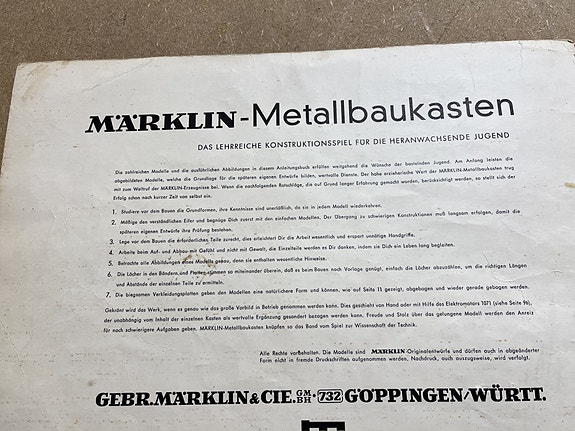 MÄRKLIN-Metallbaukasten
DAS LEHRREICHE KONSTRUKTIONSSPIEL FÜR DIE HERANWACHSENDE JUGEND
Die zahlreichen Modelle und die ausführlichen Abbildungen in diesem Anleitungsbuch erfüllen weitgehend die Wünsche der bastelnden Jugend. Am Anfang leisten die
abgebildeten Modelle, welche die Grundlage für die späteren eigenen Entwürfe bilden, wertvolle Dienste. Der hohe erzieherische Wert der MÄRKLIN-Metallbaukästen trug
mit zum Weltruf der MÄRKLIN-Erzeugnisse bei. Wenn die nachfolgenden Ratschläge, die auf Grund langer Erfahrung gemacht wurden, berücksichtigt werden, so stellt sich der
Erfolg schon nach kurzer Zeit von selbst ein.
1. Studiere vor dem Bauen die Grundformen, ihre Kenntnisse sind unerläßlich, da sie in jedem Modell wiederkehren.
2. Mäßige den verständlichen Eifer und begnüge Dich zuerst mit den einfachen Modellen. Der Übergang zu schwierigen Konstruktionen muß langsam erfolgen, damit die
späteren eigenen Entwürfe ihre Prüfung bestehen.
3. Lege vor dem Bauen die erforderlichen Teile zurecht, dies erleichtert Dir die Arbeit wesentlich und erspart unnötige Handgriffe.
4. Arbeite beim Auf- und Abbau mit Gefühl und nicht mit Gewalt, die Einzelteile werden es Dir danken, indem sie Dich ein Leben lang begleiten.
5. Betrachte alle Abbildungen eines Modells genau, denn sie enthalten wesentliche Hinweise.
6. Die Löcher in den Bändern und Platten stimmen so miteinander überein, daß es beim Bauen nach Vorlage genügt, einfach die Löcher abzuzählen, um die richtigen Längen
und Abstände der einzelnen Teile zu ermitteln.
7. Die biegsamen Verkleidungsplatten geben den Modellen eine natürlichere Form und können, wie auf Seite 11 gezeigt, abgebogen und wieder gerade gebogen werden.
Gekrönt wird das Werk, wenn es genau wie das große Vorbild in Betrieb genommen werden kann. Dies geschieht von Hand oder mit Hilfe des Elektromotors 1071 (siehe Seite 96),
der unabhängig vom Inhalt der einzelnen Kasten als wertvolle Ergänzung gesondert bezogen werden kann. Freude und Stolz über das gelungene Modell werden den Anreiz
für noch schwierigere Aufgaben geben. MÄRKLIN-Metallbaukästen knüpfen so das Band vom Spiel zur Wissenschaft der Technik.
Alle Rechte vorbehalten. Die Modelle sind MÄRKLIN-Originalentwürfe und dürfen auch in abgeänderter
Form nicht in fremde Druckschriften aufgenommen werden. Nachdruck, auch auszugsweise, wird verfolgt.
GEBR. MÄRKLIN & CIE. GM BH · 732 GÖPPINGEN/WÜRTT.